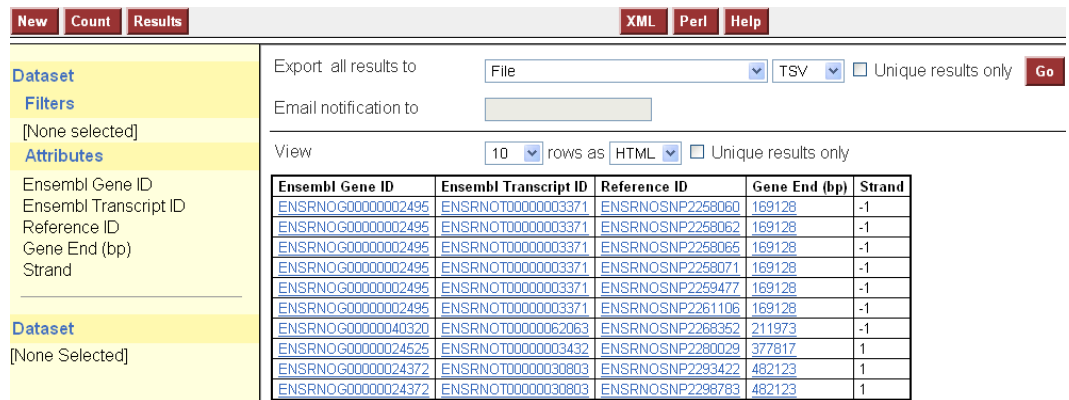 New Count Results XML Perl Help
Dataset
Filters
[None selected]
Attributes
Ensembl Gene ID
Ensembl Transcript ID
Reference ID
Gene End (bp)
Strand
Dataset
[None Selected]
Export all results to File TSV Unique results only Go
Email notification to
View 10 rows as HTML Unique results only
Ensembl Gene ID Ensembl Transcript ID Reference ID Gene End (bp) Strand
ENSRNOG00000002495 ENSRNOT00000003371 ENSRNOSNP2258060 169128 -1
ENSRNOG00000002495 ENSRNOT00000003371 ENSRNOSNP2258062 169128 -1
ENSRNOG00000002495 ENSRNOT00000003371 ENSRNOSNP2258065 169128 -1
ENSRNOG00000002495 ENSRNOT00000003371 ENSRNOSNP2258071 169128 -1
ENSRNOG00000002495 ENSRNOT00000003371 ENSRNOSNP2259477 169128 -1
ENSRNOG00000002495 ENSRNOT00000003371 ENSRNOSNP2261106 169128 -1
ENSRNOG00000040320 ENSRNOT00000062063 ENSRNOSNP2268352 211973 -1
ENSRNOG00000024525 ENSRNOT00000003432 ENSRNOSNP2280029 377817 1
ENSRNOG00000024372 ENSRNOT00000030803 ENSRNOSNP2293422 482123 1
ENSRNOG00000024372 ENSRNOT00000030803 ENSRNOSNP2298783 482123 1